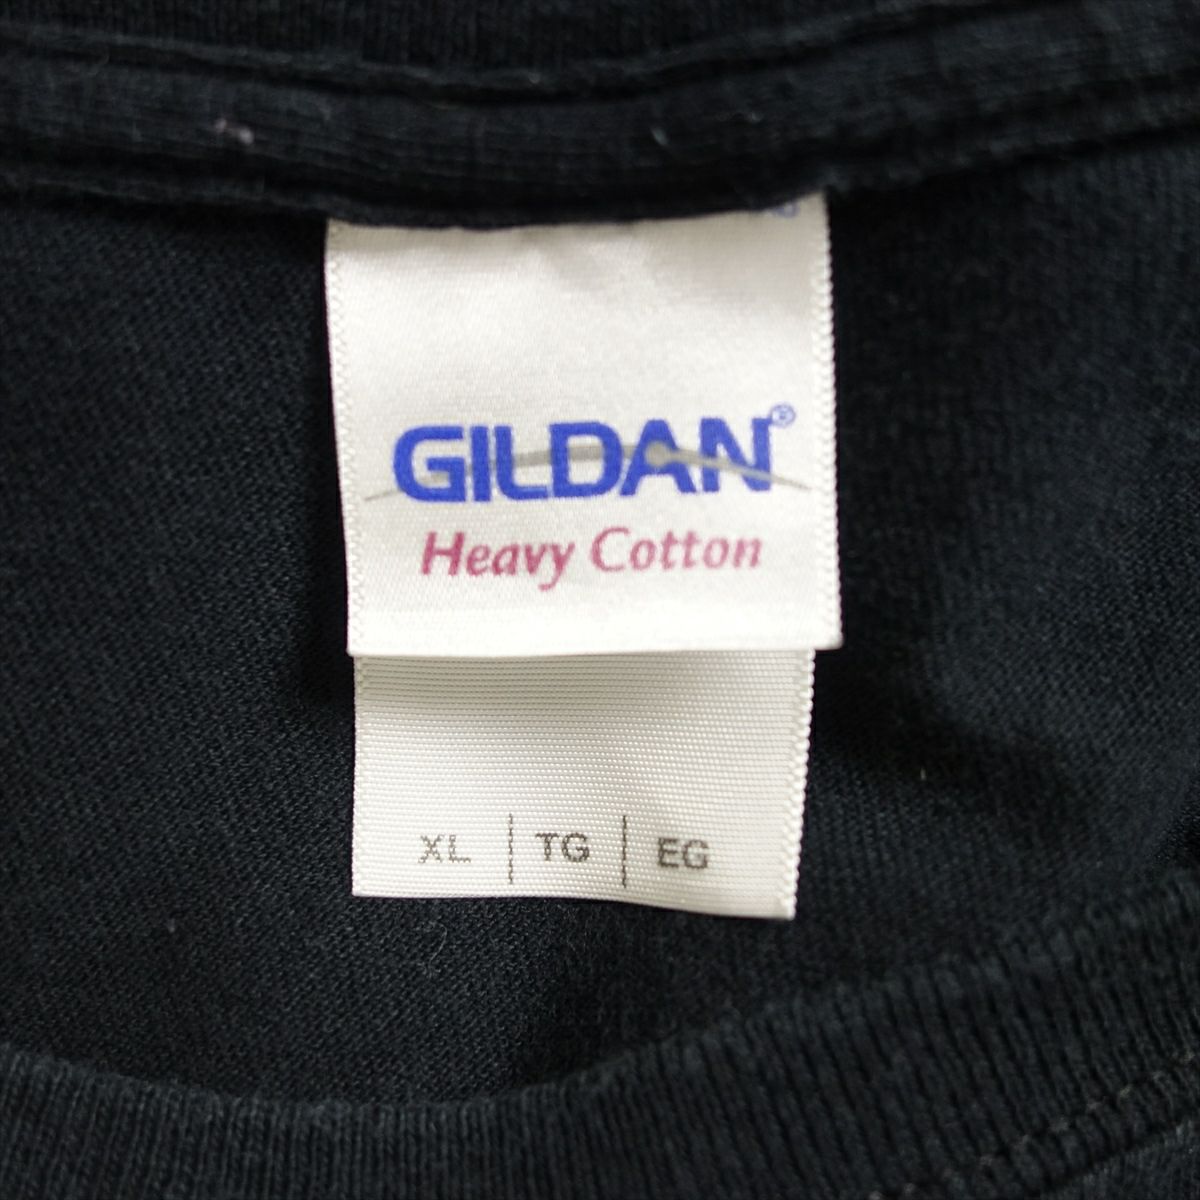 GILDAN®
Heavy Cotton
XL | TG | EG